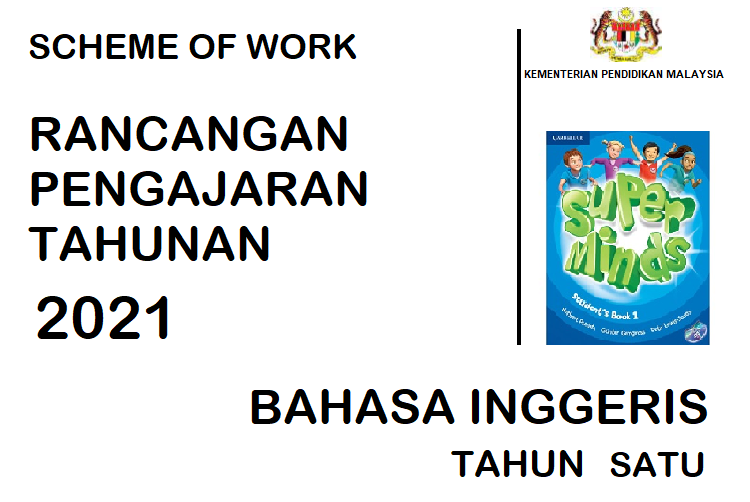 SCHEME OF WORK
RANCANGAN
PENGAJARAN
TAHUNAN
2021
KEMENTERIAN PENDIDIKAN MALAYSIA
CAMBRIDGE
Super
Minds
Student's Book 1
BAHASA INGGERIS
TAHUN SATU